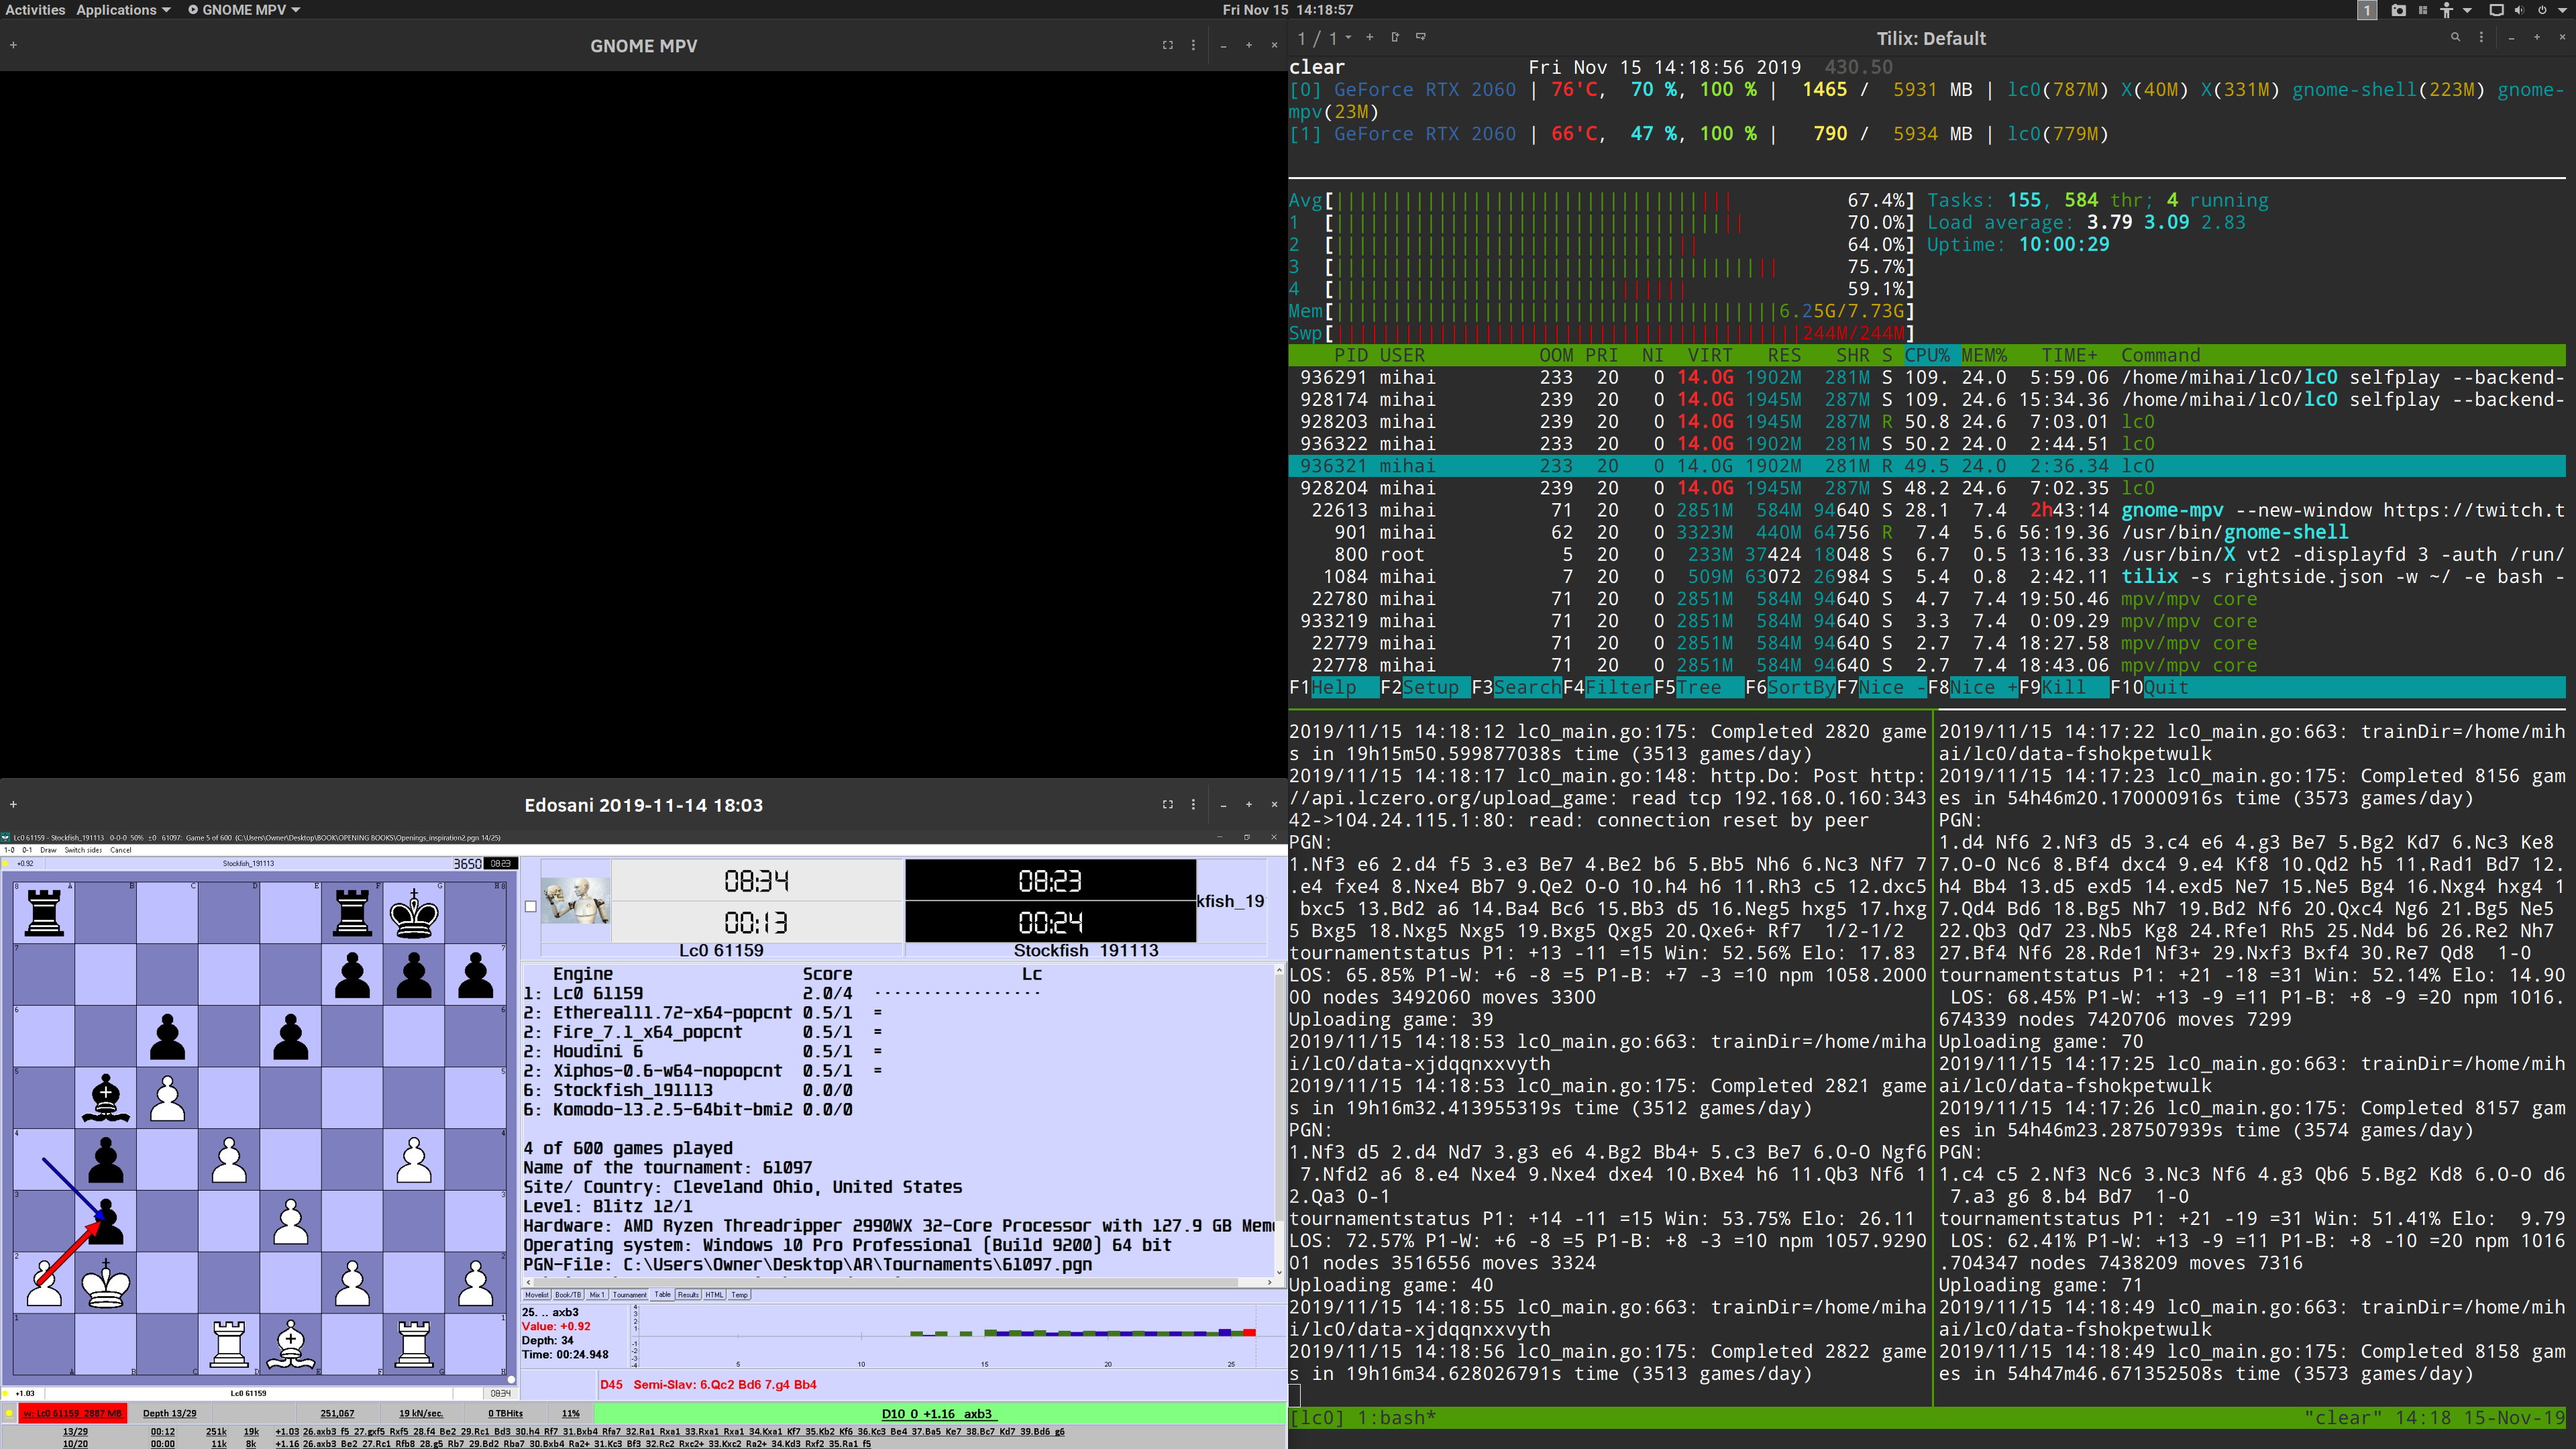 Activities Applications GNOME MPV Fri Nov 15 14:18:57 1
GNOME MPV
1 / 1 Tilix: Default
clear Fri Nov 15 14:18:56 2019 430.50
[0] GeForce RTX 2060 | 76'C, 70 %, 100 % | 1465 / 5931 MB | lc0(787M) X(40M) X(331M) gnome-shell(223M) gnome-
mpv(23M)
[1] GeForce RTX 2060 | 66'C, 47 %, 100 % | 790 / 5934 MB | lc0(779M)
Avg[ 67.4%] Tasks: 155, 584 thr; 4 running
1 [ 70.0%] Load average: 3.79 3.09 2.83
2 [ 64.0%] Uptime: 10:00:29
3 [ 75.7%]
4 [ 59.1%]
Mem[ 6.25G/7.73G]
Swp[ 244M/244M]
PID USER OOM PRI NI VIRT RES SHR S CPU% MEM% TIME+ Command
936291 mihai 233 20 0 14.0G 1902M 281M S 109. 24.0 5:59.06 /home/mihai/lc0/lc0 selfplay --backend-
928174 mihai 239 20 0 14.0G 1945M 287M S 109. 24.6 15:34.36 /home/mihai/lc0/lc0 selfplay --backend-
928203 mihai 239 20 0 14.0G 1945M 287M R 50.8 24.6 7:03.01 lc0
936322 mihai 233 20 0 14.0G 1902M 281M S 50.2 24.0 2:44.51 lc0
936321 mihai 233 20 0 14.0G 1902M 281M R 49.5 24.0 2:36.34 lc0
928204 mihai 239 20 0 14.0G 1945M 287M S 48.2 24.6 7:02.35 lc0
22613 mihai 71 20 0 2851M 584M 94640 S 28.1 7.4 2h43:14 gnome-mpv --new-window https://twitch.t
901 mihai 62 20 0 3323M 440M 64756 R 7.4 5.6 56:19.36 /usr/bin/gnome-shell
800 root 5 20 0 233M 37424 18048 S 6.7 0.5 13:16.33 /usr/bin/X vt2 -displayfd 3 -auth /run/
1084 mihai 7 20 0 509M 63072 26984 S 5.4 0.8 2:42.11 tilix -s rightside.json -w ~/ -e bash -
22780 mihai 71 20 0 2851M 584M 94640 S 4.7 7.4 19:50.46 mpv/mpv core
933219 mihai 71 20 0 2851M 584M 94640 S 3.3 7.4 0:09.29 mpv/mpv core
22779 mihai 71 20 0 2851M 584M 94640 S 2.7 7.4 18:27.58 mpv/mpv core
22778 mihai 71 20 0 2851M 584M 94640 S 2.7 7.4 18:43.06 mpv/mpv core
F1Help F2Setup F3SearchF4FilterF5Tree F6SortByF7Nice -F8Nice +F9Kill F10Quit
2019/11/15 14:18:12 lc0_main.go:175: Completed 2820 game
s in 19h15m50.599877038s time (3513 games/day)
2019/11/15 14:18:17 lc0_main.go:148: http.Do: Post http:
//api.lczero.org/upload_game: read tcp 192.168.0.160:343
42->104.24.115.1:80: read: connection reset by peer
PGN:
1.Nf3 e6 2.d4 f5 3.e3 Be7 4.Be2 b6 5.Bb5 Nh6 6.Nc3 Nf7 7
.e4 fxe4 8.Nxe4 Bb7 9.Qe2 O-O 10.h4 h6 11.Rh3 c5 12.dxc5
bxc5 13.Bd2 a6 14.Ba4 Bc6 15.Bb3 d5 16.Neg5 hxg5 17.hxg
5 Bxg5 18.Nxg5 Nxg5 19.Bxg5 Qxg5 20.Qxe6+ Rf7 1/2-1/2
tournamentstatus P1: +13 -11 =15 Win: 52.56% Elo: 17.83
LOS: 65.85% P1-W: +6 -8 =5 P1-B: +7 -3 =10 npm 1058.2000
00 nodes 3492060 moves 3300
Uploading game: 39
2019/11/15 14:18:53 lc0_main.go:663: trainDir=/home/miha
i/lc0/data-xjdqqnxxvyth
2019/11/15 14:18:53 lc0_main.go:175: Completed 2821 game
s in 19h16m32.413955319s time (3512 games/day)
PGN:
1.Nf3 d5 2.d4 Nd7 3.g3 e6 4.Bg2 Bb4+ 5.c3 Be7 6.O-O Ngf6
7.Nfd2 a6 8.e4 Nxe4 9.Nxe4 dxe4 10.Bxe4 h6 11.Qb3 Nf6 1
2.Qa3 0-1
tournamentstatus P1: +14 -11 =15 Win: 53.75% Elo: 26.11
LOS: 72.57% P1-W: +6 -8 =5 P1-B: +8 -3 =10 npm 1057.9290
01 nodes 3516556 moves 3324
Uploading game: 40
2019/11/15 14:18:55 lc0_main.go:663: trainDir=/home/miha
i/lc0/data-xjdqqnxxvyth
2019/11/15 14:18:56 lc0_main.go:175: Completed 2822 game
s in 19h16m34.628026791s time (3513 games/day)
2019/11/15 14:17:22 lc0_main.go:663: trainDir=/home/mih
ai/lc0/data-fshokpetwulk
2019/11/15 14:17:23 lc0_main.go:175: Completed 8156 gam
es in 54h46m20.170000916s time (3573 games/day)
PGN:
1.d4 Nf6 2.Nf3 d5 3.c4 e6 4.g3 Be7 5.Bg2 Kd7 6.Nc3 Ke8
7.O-O Nc6 8.Bf4 dxc4 9.e4 Kf8 10.Qd2 h5 11.Rad1 Bd7 12.
h4 Bb4 13.d5 exd5 14.exd5 Ne7 15.Ne5 Bg4 16.Nxg4 hxg4 1
7.Qd4 Bd6 18.Bg5 Nh7 19.Bd2 Nf6 20.Qxc4 Ng6 21.Bg5 Ne5
22.Qb3 Qd7 23.Nb5 Kg8 24.Rfe1 Rh5 25.Nd4 b6 26.Re2 Nh7
27.Bf4 Nf6 28.Rde1 Nf3+ 29.Nxf3 Bxf4 30.Re7 Qd8 1-0
tournamentstatus P1: +21 -18 =31 Win: 52.14% Elo: 14.90
LOS: 68.45% P1-W: +13 -9 =11 P1-B: +8 -9 =20 npm 1016.
674339 nodes 7420706 moves 7299
Uploading game: 70
2019/11/15 14:17:25 lc0_main.go:663: trainDir=/home/mih
ai/lc0/data-fshokpetwulk
2019/11/15 14:17:26 lc0_main.go:175: Completed 8157 gam
es in 54h46m23.287507939s time (3574 games/day)
PGN:
1.c4 c5 2.Nf3 Nc6 3.Nc3 Nf6 4.g3 Qb6 5.Bg2 Kd8 6.O-O d6
7.a3 g6 8.b4 Bd7 1-0
tournamentstatus P1: +21 -19 =31 Win: 51.41% Elo: 9.79
LOS: 62.41% P1-W: +13 -9 =11 P1-B: +8 -10 =20 npm 1016
.704347 nodes 7438209 moves 7316
Uploading game: 71
2019/11/15 14:18:49 lc0_main.go:663: trainDir=/home/mih
ai/lc0/data-fshokpetwulk
2019/11/15 14:18:49 lc0_main.go:175: Completed 8158 gam
es in 54h47m46.671352508s time (3573 games/day)
[lc0] 1:bash* "clear" 14:18 15-Nov-19
Edosani 2019-11-14 18:03
Lc0 61159 - Stockfish_191113 0-0-0 50% ±0 61097: Game 5 of 600 (C:\Users\Owner\Desktop\BOOK\OPENING BOOKS\Openings_inspiration2.pgn 14/25)
1-0 0-1 Draw Switch sides Cancel
+0.92 Stockfish_191113 3650 08:23
08:34 08:23 kfish_19
00:13 00:24
Lc0 61159 Stockfish 191113
Engine Score Lc
1: Lc0 61159 2.0/4 ------------------
2: Ethereal11.72-x64-popcnt 0.5/1 =
2: Fire_7.1_x64_popcnt 0.5/1 =
2: Houdini 6 0.5/1 =
2: Xiphos-0.6-w64-nopopcnt 0.5/1 =
6: Stockfish_191113 0.0/0
6: Komodo-13.2.5-64bit-bmi2 0.0/0
4 of 600 games played
Name of the tournament: 61097
Site/ Country: Cleveland Ohio, United States
Level: Blitz 12/1
Hardware: AMD Ryzen Threadripper 2990WX 32-Core Processor with 127.9 GB Mem
Operating system: Windows 10 Pro Professional (Build 9200) 64 bit
PGN-File: C:\Users\Owner\Desktop\AR\Tournaments\61097.pgn
Movelist Book/TB Mix 1 Tournament Table Results HTML Temp
25. .. axb3
Value: +0.92
Depth: 34
Time: 00:24.948
5 10 15 20 25
D45 Semi-Slav: 6.Qc2 Bd6 7.g4 Bb4
+1.03 Lc0 61159 08:34
w: Lc0 61159, 2887 MB Depth 13/29 251,067 19 kN/sec. 0 TBHits 11% D10 0 +1.16 axb3
13/29 00:12 251k 19k +1.03 26.axb3 f5 27.gxf5 Rxf5 28.f4 Be2 29.Rc1 Bd3 30.h4 Rf7 31.Bxb4 Rfa7 32.Ra1 Rxa1 33.Rxa1 Rxa1 34.Kxa1 Kf7 35.Kb2 Kf6 36.Kc3 Be4 37.Ba5 Ke7 38.Bc7 Kd7 39.Bd6 g6
10/20 00:00 11k 8k +1.16 26.axb3 Be2 27.Rc1 Rfb8 28.g5 Rb7 29.Bd2 Rba7 30.Bxb4 Ra2+ 31.Kc3 Bf3 32.Rc2 Rxc2+ 33.Kxc2 Ra2+ 34.Kd3 Rxf2 35.Ra1 f5